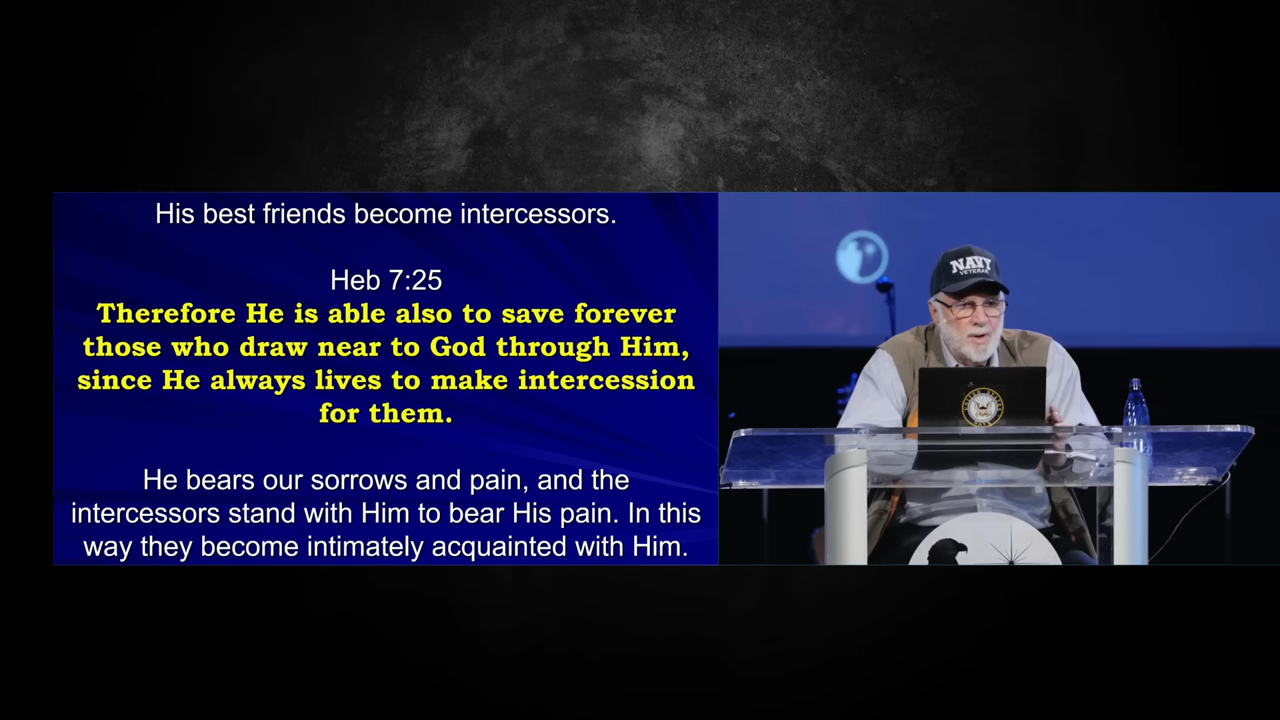 His best friends become intercessors.
Heb 7:25
Therefore He is able also to save forever
those who draw near to God through Him,
since He always lives to make intercession
for them.
He bears our sorrows and pain, and the
intercessors stand with Him to bear His pain. In this
way they become intimately acquainted with Him.
NAVY
VETERAN